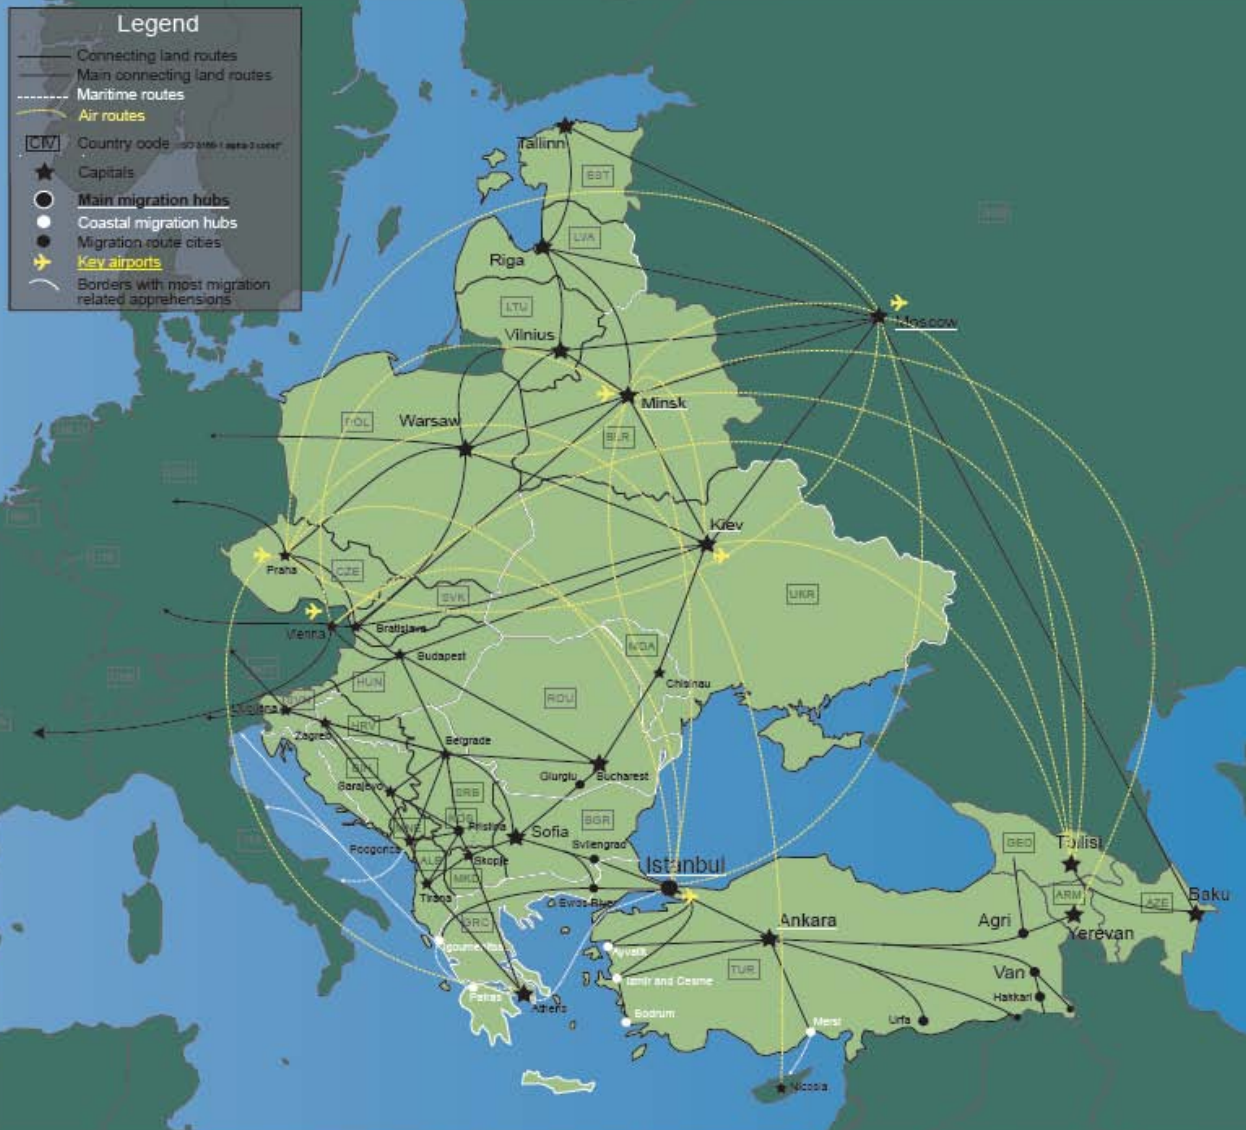 Legend
Connecting land routes
Main connecting land routes
Maritime routes
Air routes
CIV Country code
Capitals
Main migration hubs
Coastal migration hubs
Migration route cities
Key airports
Borders with most migration
related apprehensions
Tallinn
EST
LVA
Riga
LTU
Vilnius
Moscow
Minsk
POL
Warsaw
BLR
Kiev
Praha
CZE
SVK
UKR
Vienna
Bratislava
MDA
Budapest
Chisinau
HUN
ROU
Zagreb
HRV
Belgrade
Giurgiu
Bucharest
Sarajevo
SRB
BGR
Pristina
Sofia
Tbilisi
GEO
Podgorica
ALB
Skopje
Svilengrad
Istanbul
MKD
Tirana
Evros River
ARM
AZE
Baku
GRC
Ankara
Agri
Yerevan
Igoumenitsa
Ayvalik
TUR
Van
Izmir and Cesme
Patras
Hakkari
Athens
Bodrum
Mersi
Urfa
Nicosia